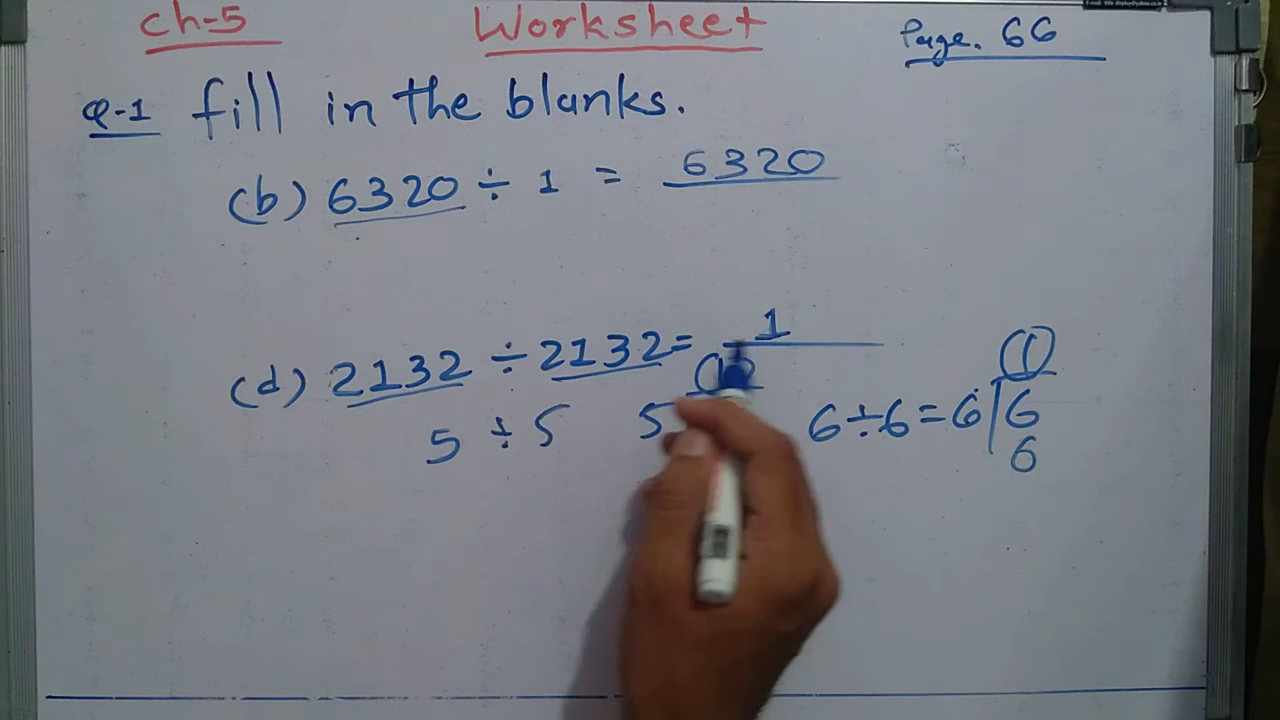 Ch-5 Worksheet Page. 66
Q-1 fill in the blanks.
(b) 6320 ÷ 1 = 6320
(d) 2132 ÷ 2132 = 1
5 ÷ 5 5 6 ÷ 6 = 6 6 1
6